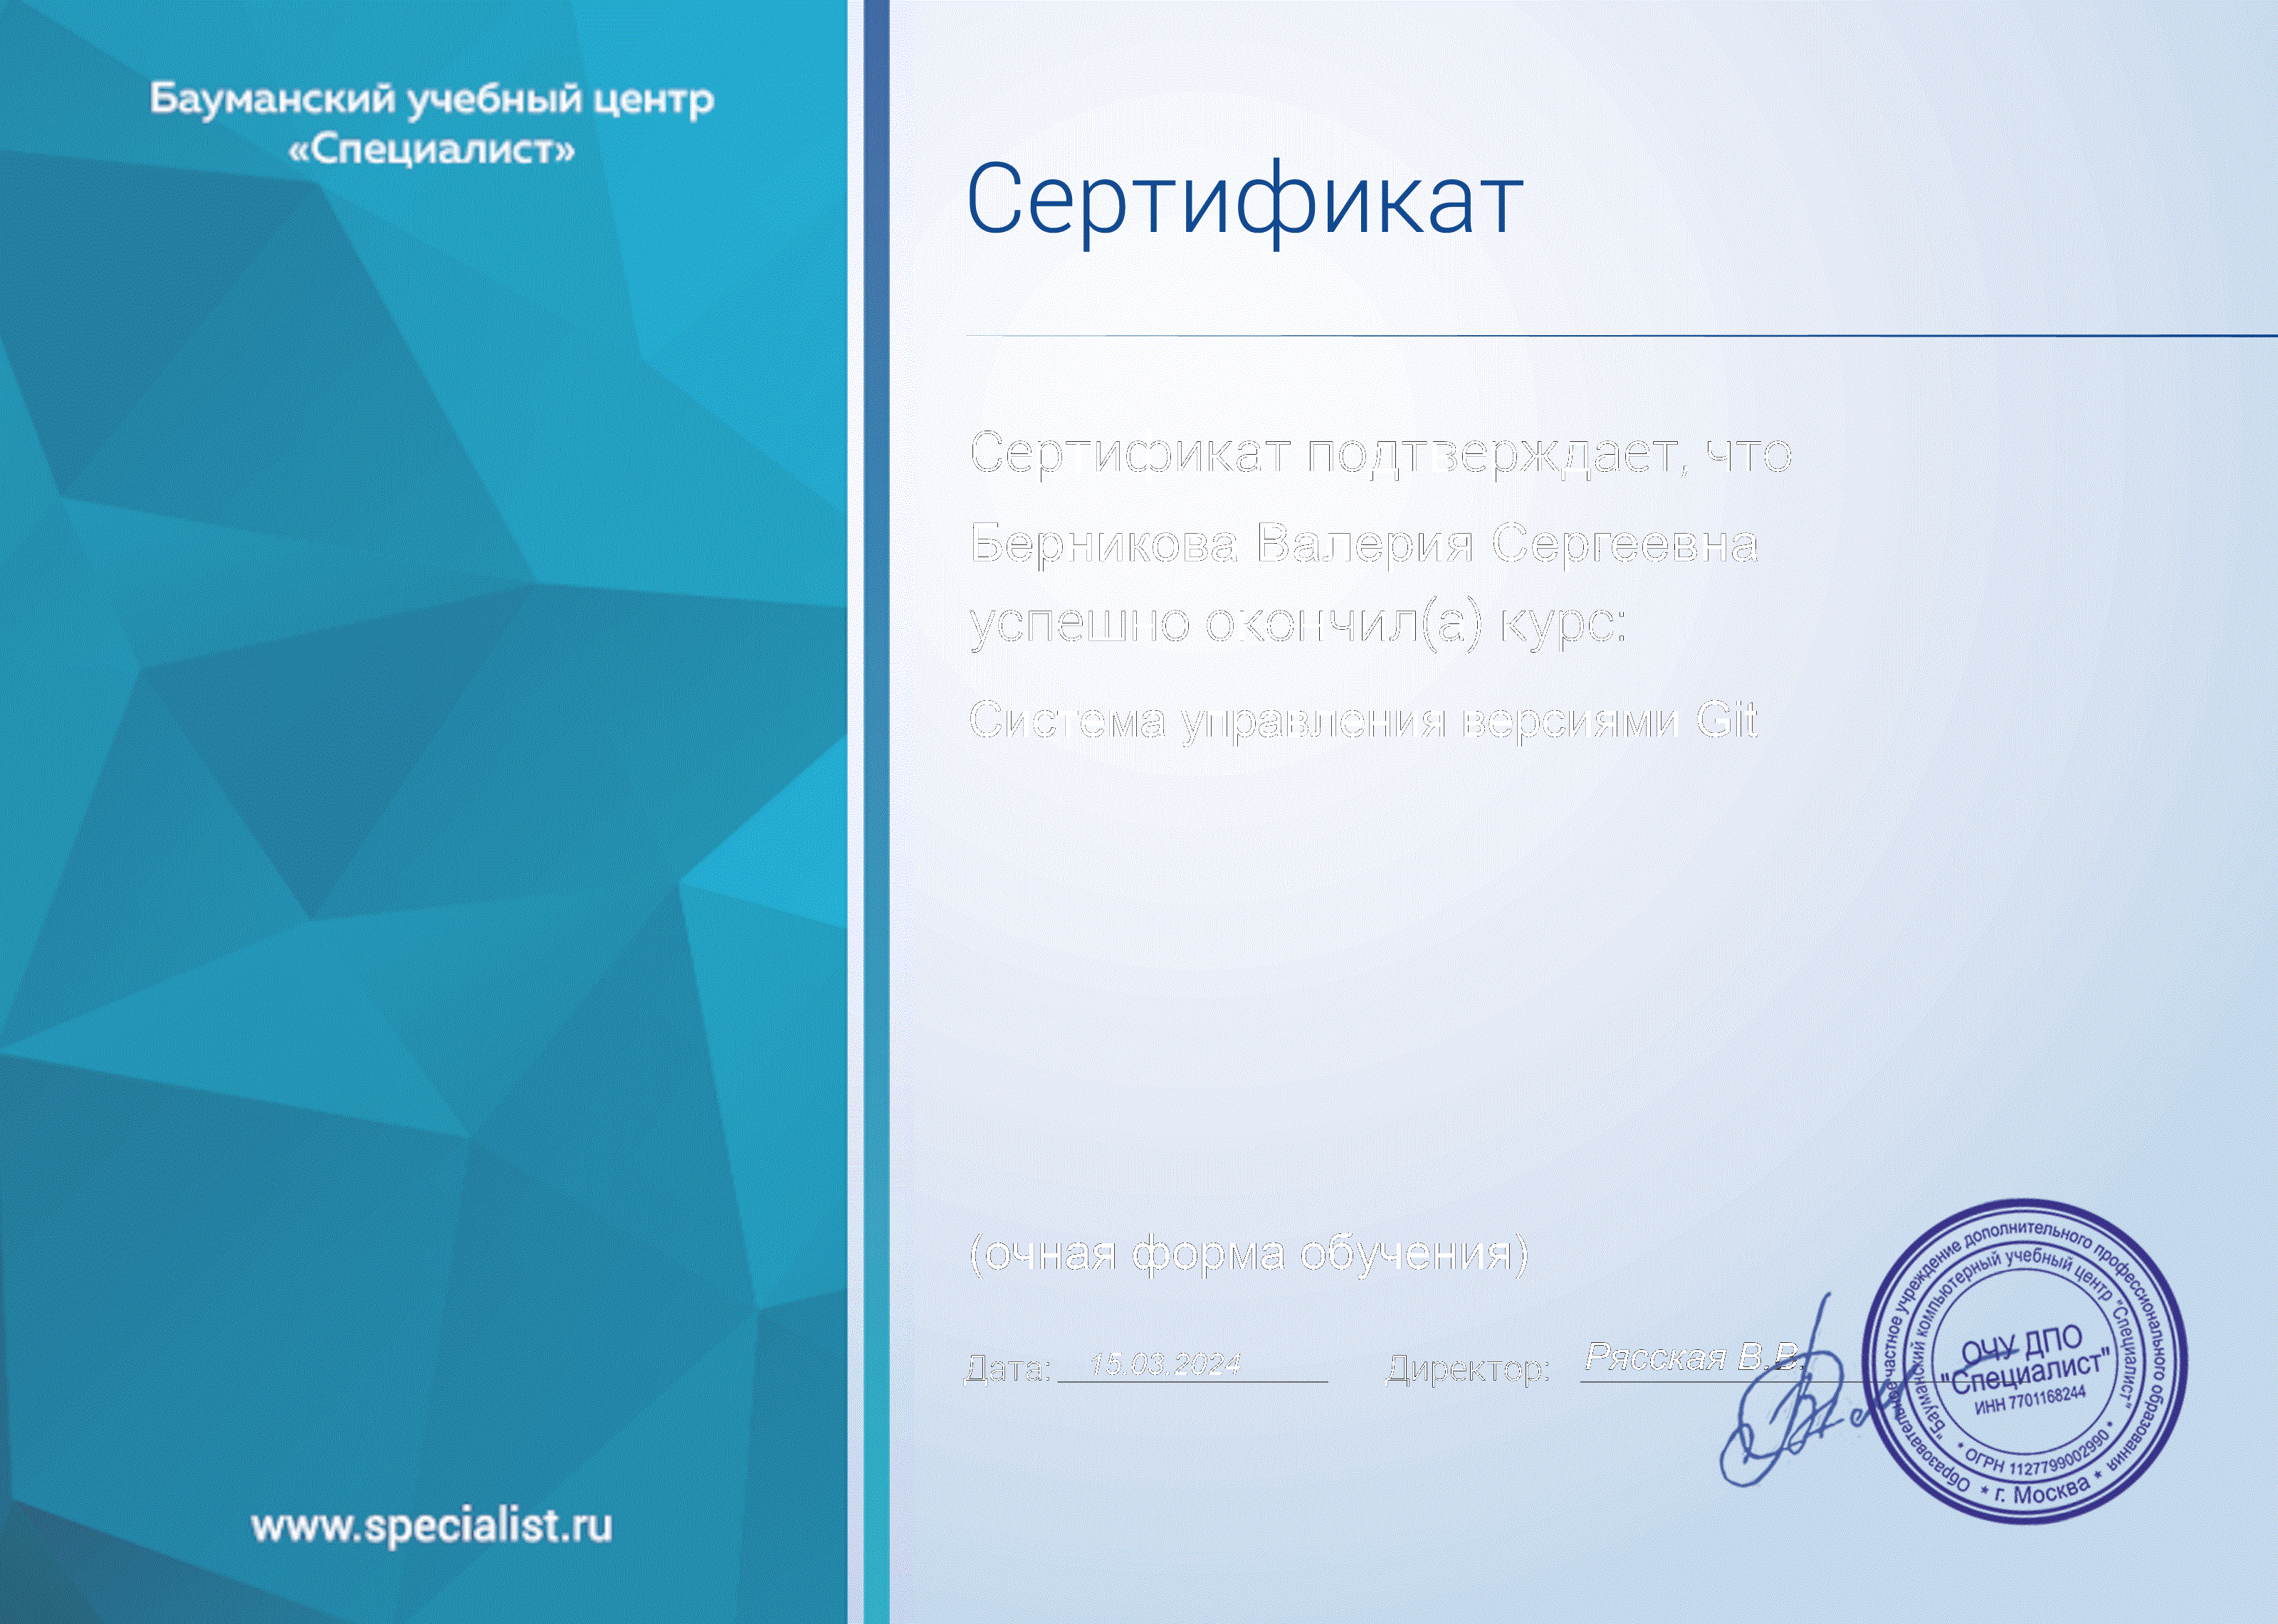 Бауманский учебный центр
«Специалист»
Сертификат
Сертификат подтверждает, что
Берникова Валерия Сергеевна
успешно окончил(а) курс:
Система управления версиями Git
(очная форма обучения)
Дата: 15.03.2024 Директор: Рясская В.В.
Образовательное частное учреждение дополнительного профессионального образования
"Бауманский компьютерный учебный центр "Специалист"
ОЧУ ДПО
"Специалист"
ИНН 7701168244
* ОГРН 1127799002990 *
* г. Москва *
www.specialist.ru